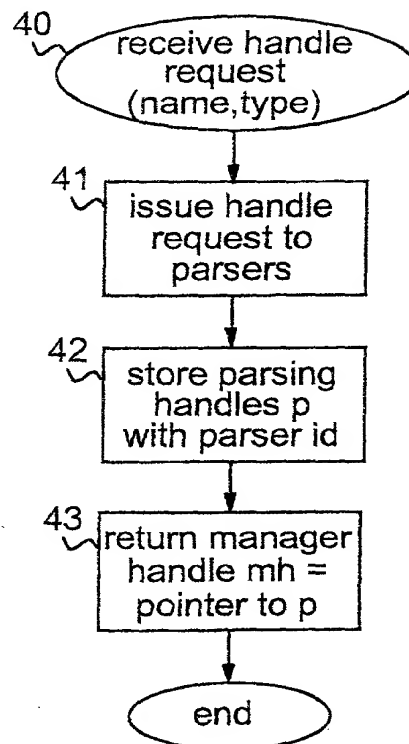 40
receive handle
request
(name,type)
41
issue handle
request to
parsers
42
store parsing
handles p
with parser id
43
return manager
handle mh =
pointer to p
end